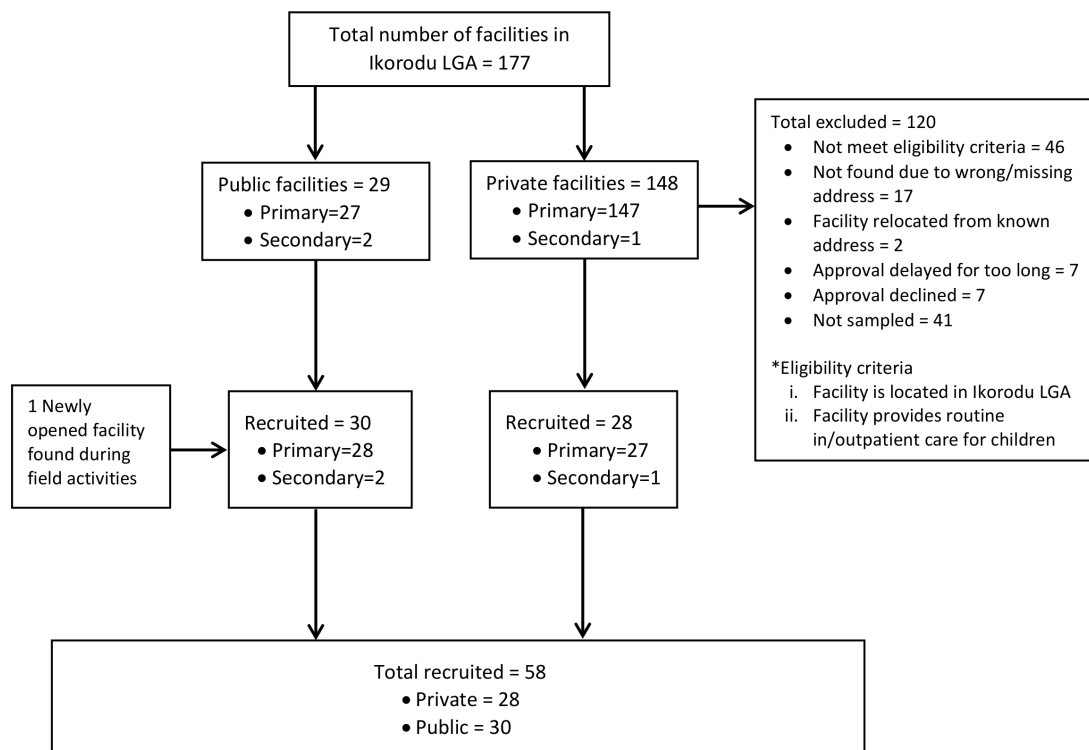 Total number of facilities in
Ikorodu LGA = 177
Public facilities = 29
• Primary=27
• Secondary=2
Private facilities = 148
• Primary=147
• Secondary=1
Total excluded = 120
• Not meet eligibility criteria = 46
• Not found due to wrong/missing
address = 17
• Facility relocated from known
address = 2
• Approval delayed for too long = 7
• Approval declined = 7
• Not sampled = 41
*Eligibility criteria
i. Facility is located in Ikorodu LGA
ii. Facility provides routine
in/outpatient care for children
1 Newly
opened facility
found during
field activities
Recruited = 30
• Primary=28
• Secondary=2
Recruited = 28
• Primary=27
• Secondary=1
Total recruited = 58
• Private = 28
• Public = 30